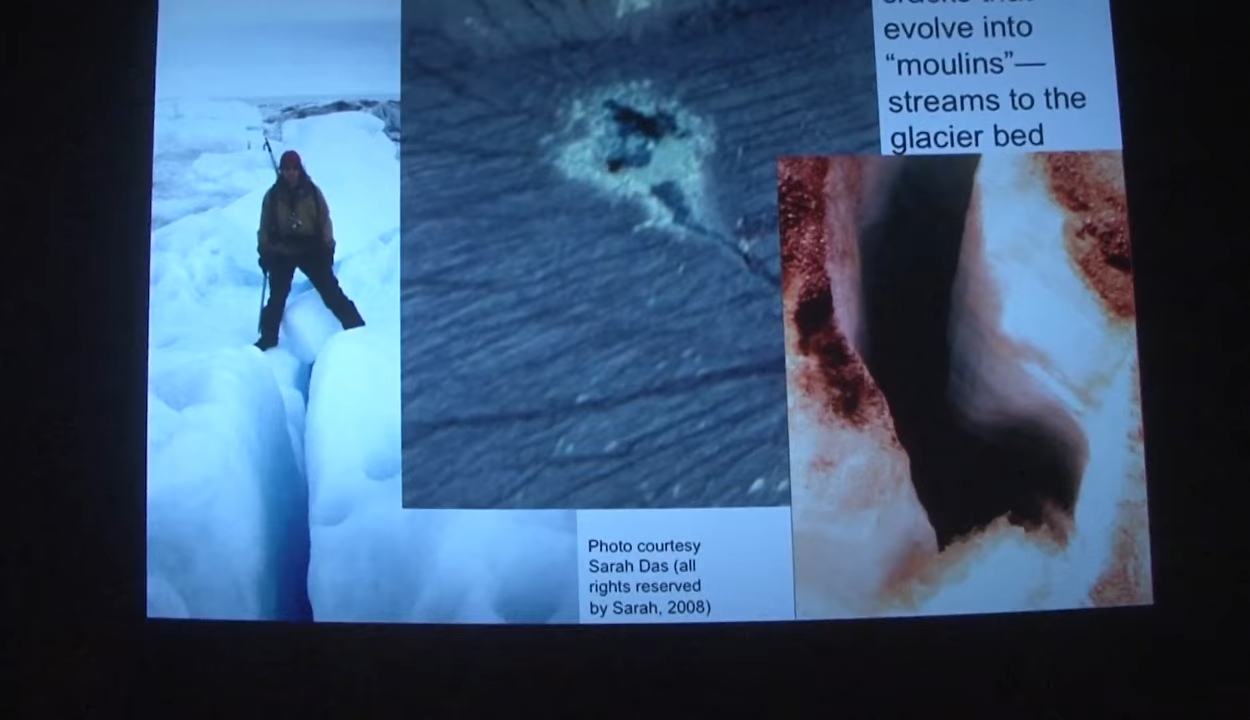 evolve into
“moulins”—
streams to the
glacier bed
Photo courtesy
Sarah Das (all
rights reserved
by Sarah, 2008)